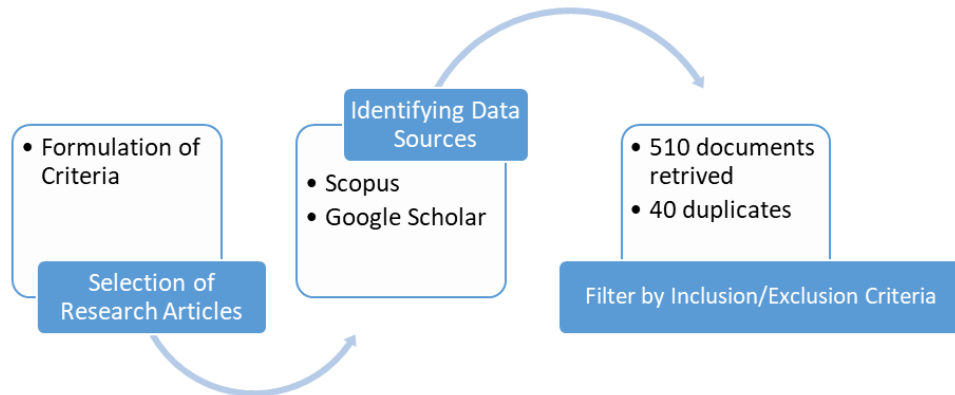 • Formulation of
Criteria
Selection of
Research Articles
Identifying Data
Sources
• Scopus
• Google Scholar
• 510 documents
retrived
• 40 duplicates
Filter by Inclusion/Exclusion Criteria